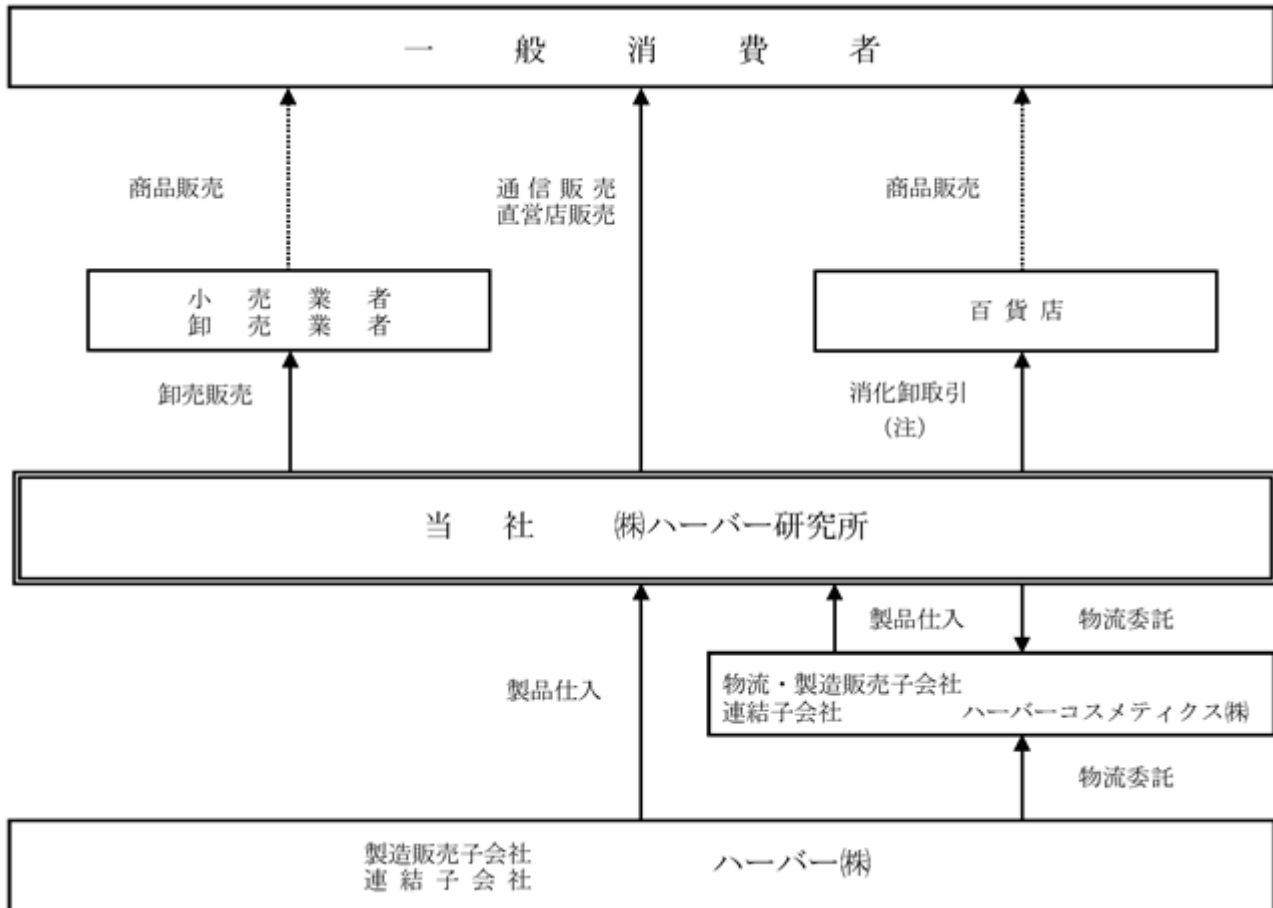 一般消費者
商品販売
通信販売
直営店販売
商品販売
小売業者
卸売業者
百貨店
卸売販売
消化卸取引
(注)
当社 ㈱ハーバー研究所
製品仕入
物流委託
製品仕入
物流・製造販売子会社
連結子会社 ハーバーコスメティクス㈱
物流委託
製造販売子会社
連結子会社
ハーバー㈱